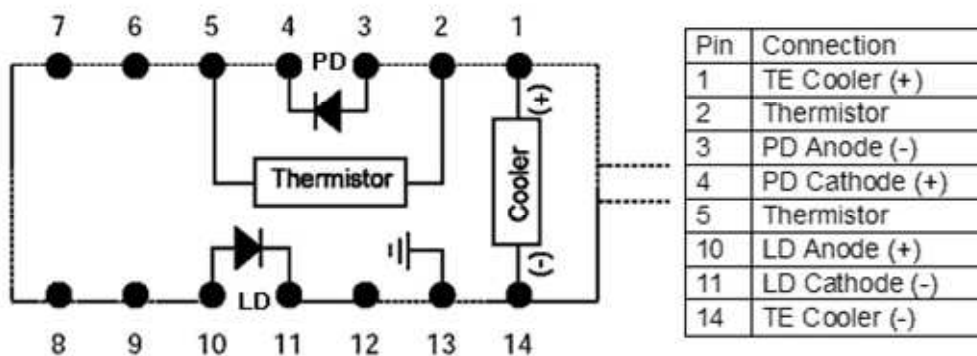 7 6 5 4 3 2 1
PD
(+)
Thermistor
Cooler
(-)
LD
8 9 10 11 12 13 14
Pin Connection
1 TE Cooler (+)
2 Thermistor
3 PD Anode (-)
4 PD Cathode (+)
5 Thermistor
10 LD Anode (+)
11 LD Cathode (-)
14 TE Cooler (-)